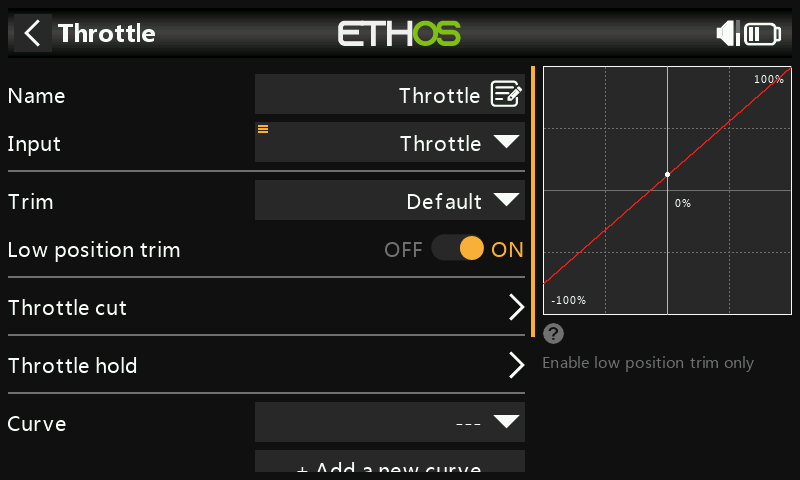 Throttle
ETHOS
Name
Throttle
Input
Throttle
Trim
Default
Low position trim
OFF
ON
Throttle cut
Throttle hold
Curve
---
+ Add a new curve
100%
0%
-100%
?
Enable low position trim only